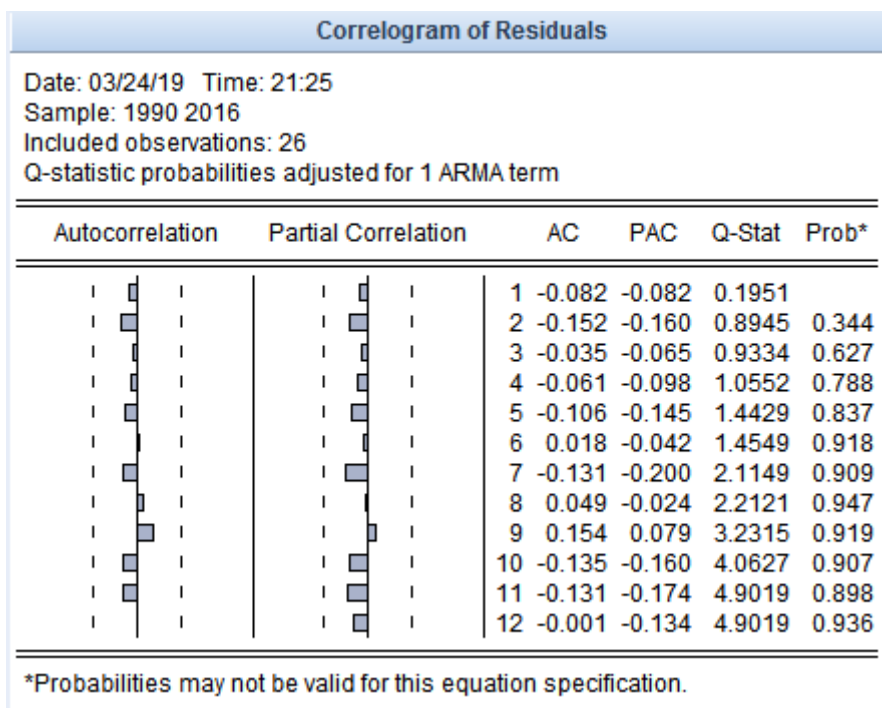 Correlogram of Residuals
Date: 03/24/19 Time: 21:25
Sample: 1990 2016
Included observations: 26
Q-statistic probabilities adjusted for 1 ARMA term
Autocorrelation Partial Correlation AC PAC Q-Stat Prob*
1 -0.082 -0.082 0.1951
2 -0.152 -0.160 0.8945 0.344
3 -0.035 -0.065 0.9334 0.627
4 -0.061 -0.098 1.0552 0.788
5 -0.106 -0.145 1.4429 0.837
6 0.018 -0.042 1.4549 0.918
7 -0.131 -0.200 2.1149 0.909
8 0.049 -0.024 2.2121 0.947
9 0.154 0.079 3.2315 0.919
10 -0.135 -0.160 4.0627 0.907
11 -0.131 -0.174 4.9019 0.898
12 -0.001 -0.134 4.9019 0.936
*Probabilities may not be valid for this equation specification.